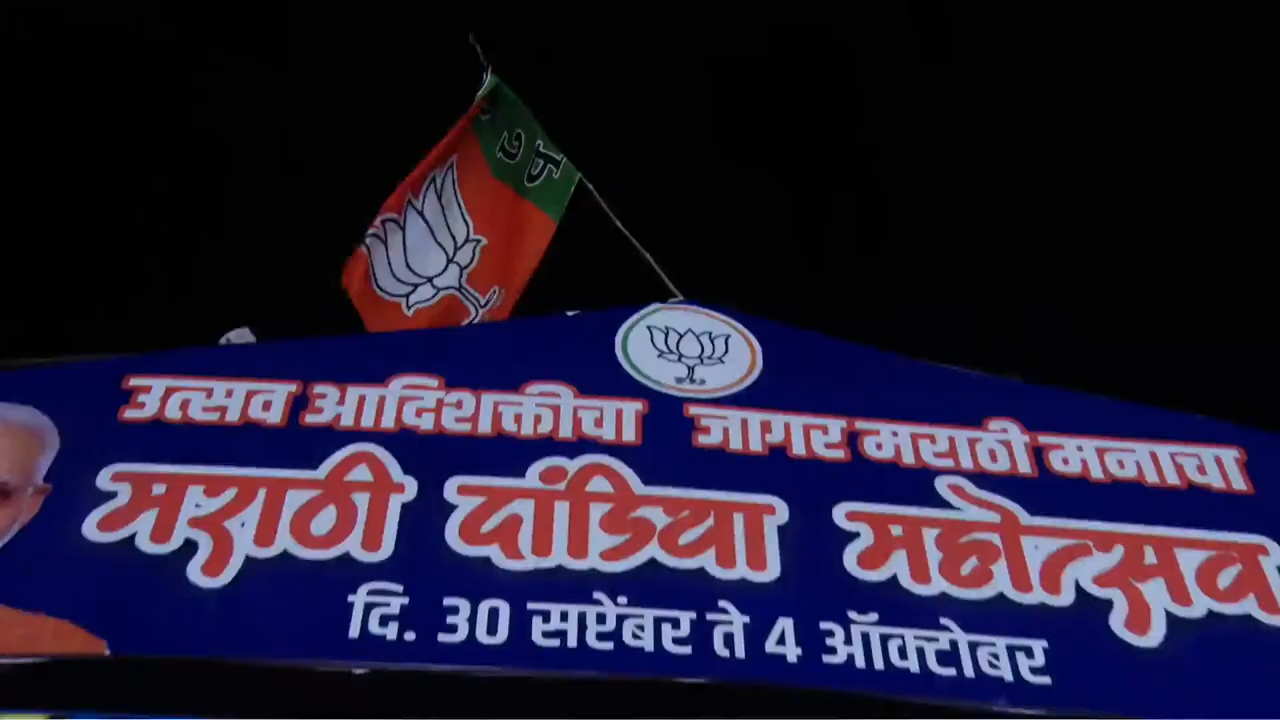 उत्सव आदिशक्तीचा जागर मराठी मनाचा
मराठी दांडिया महोत्सव
दि. 30 सप्टेंबर ते 4 ऑक्टोबर